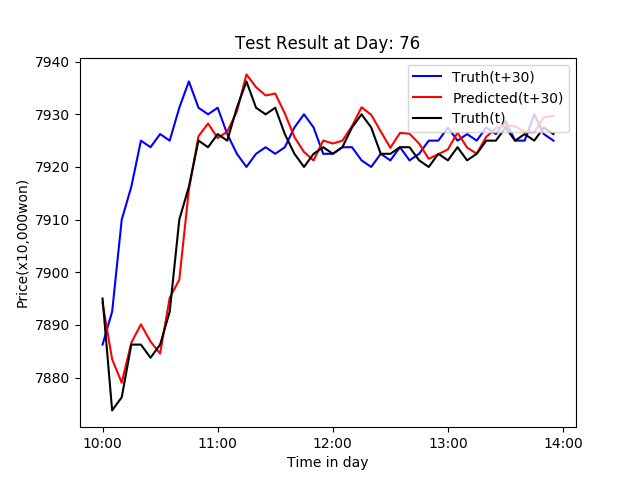 Test Result at Day: 76
Price(x10,000won)
7940
7930
7920
7910
7900
7890
7880
Truth(t+30)
Predicted(t+30)
Truth(t)
10:00 11:00 12:00 13:00 14:00
Time in day